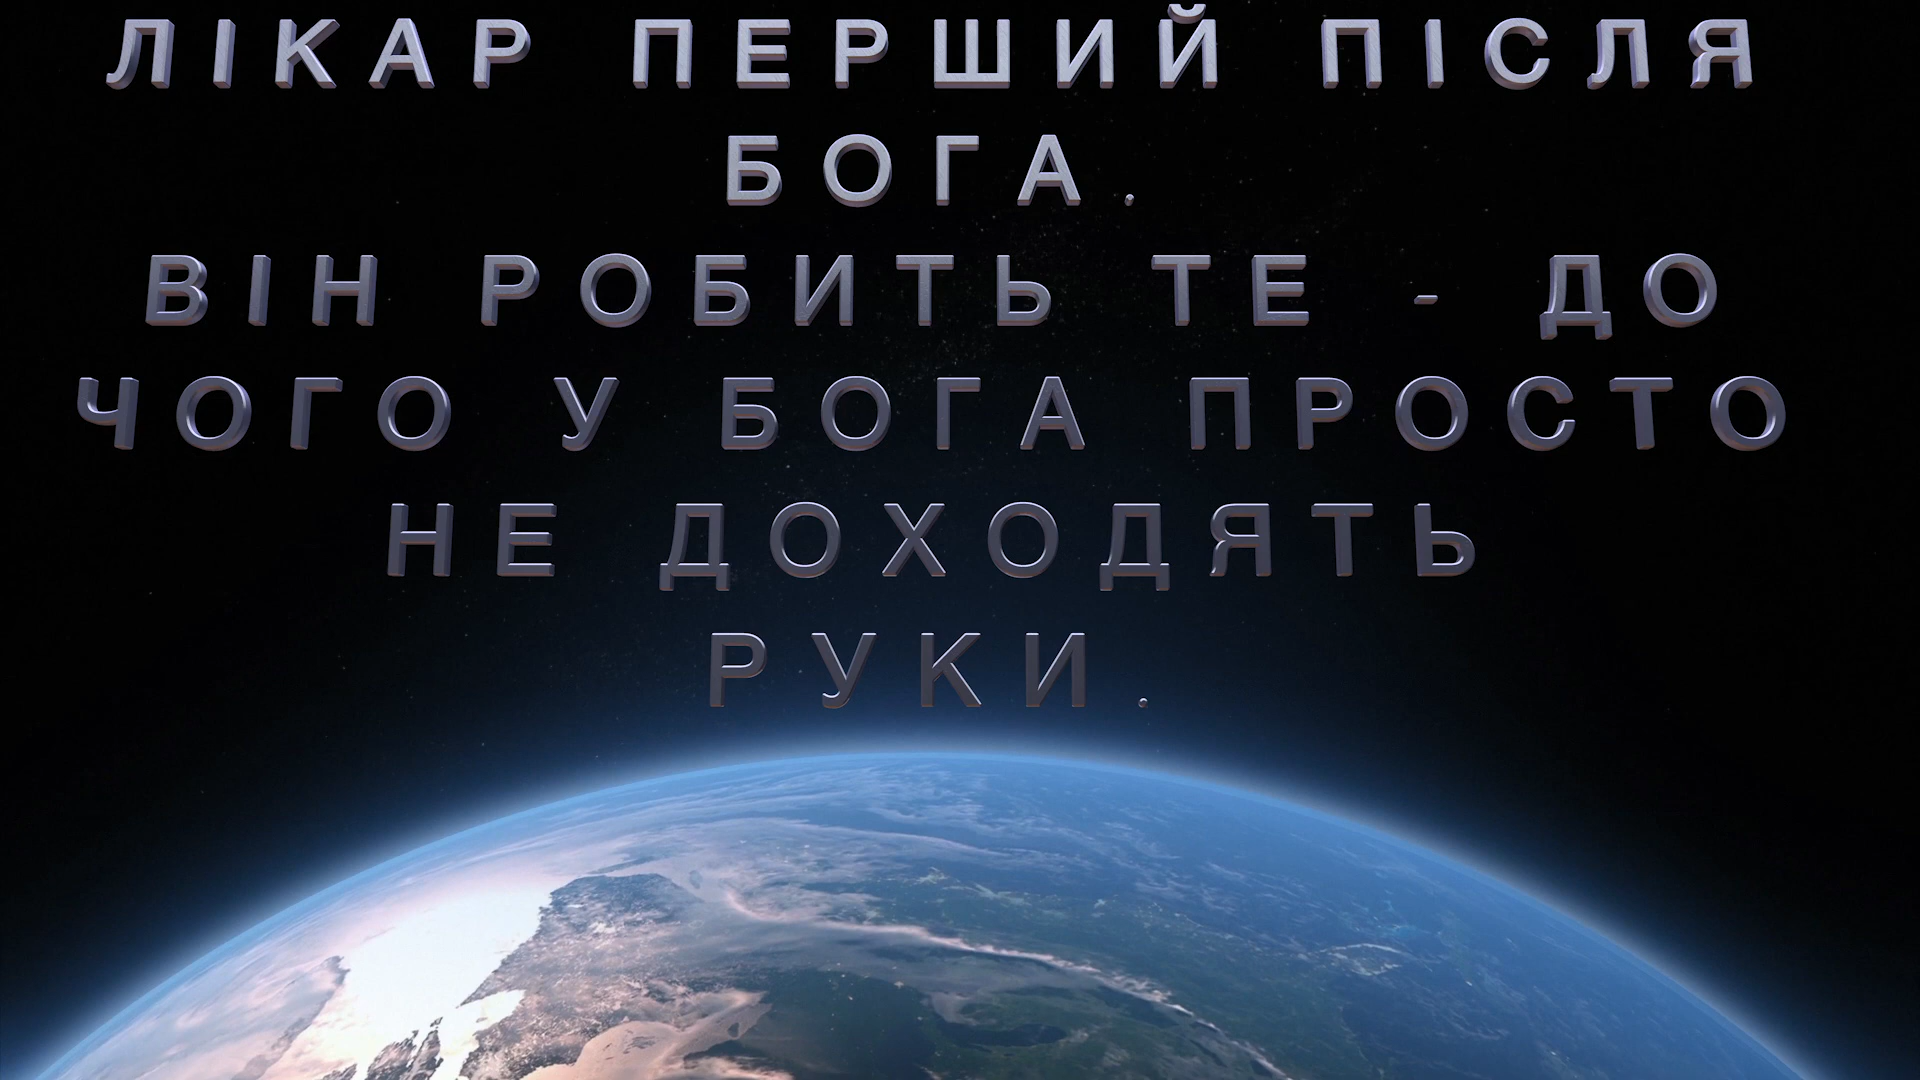 ЛІКАР ПЕРШИЙ ПІСЛЯ
БОГА.
ВІН РОБИТЬ ТЕ - ДО
ЧОГО У БОГА ПРОСТО
НЕ ДОХОДЯТЬ
РУКИ.